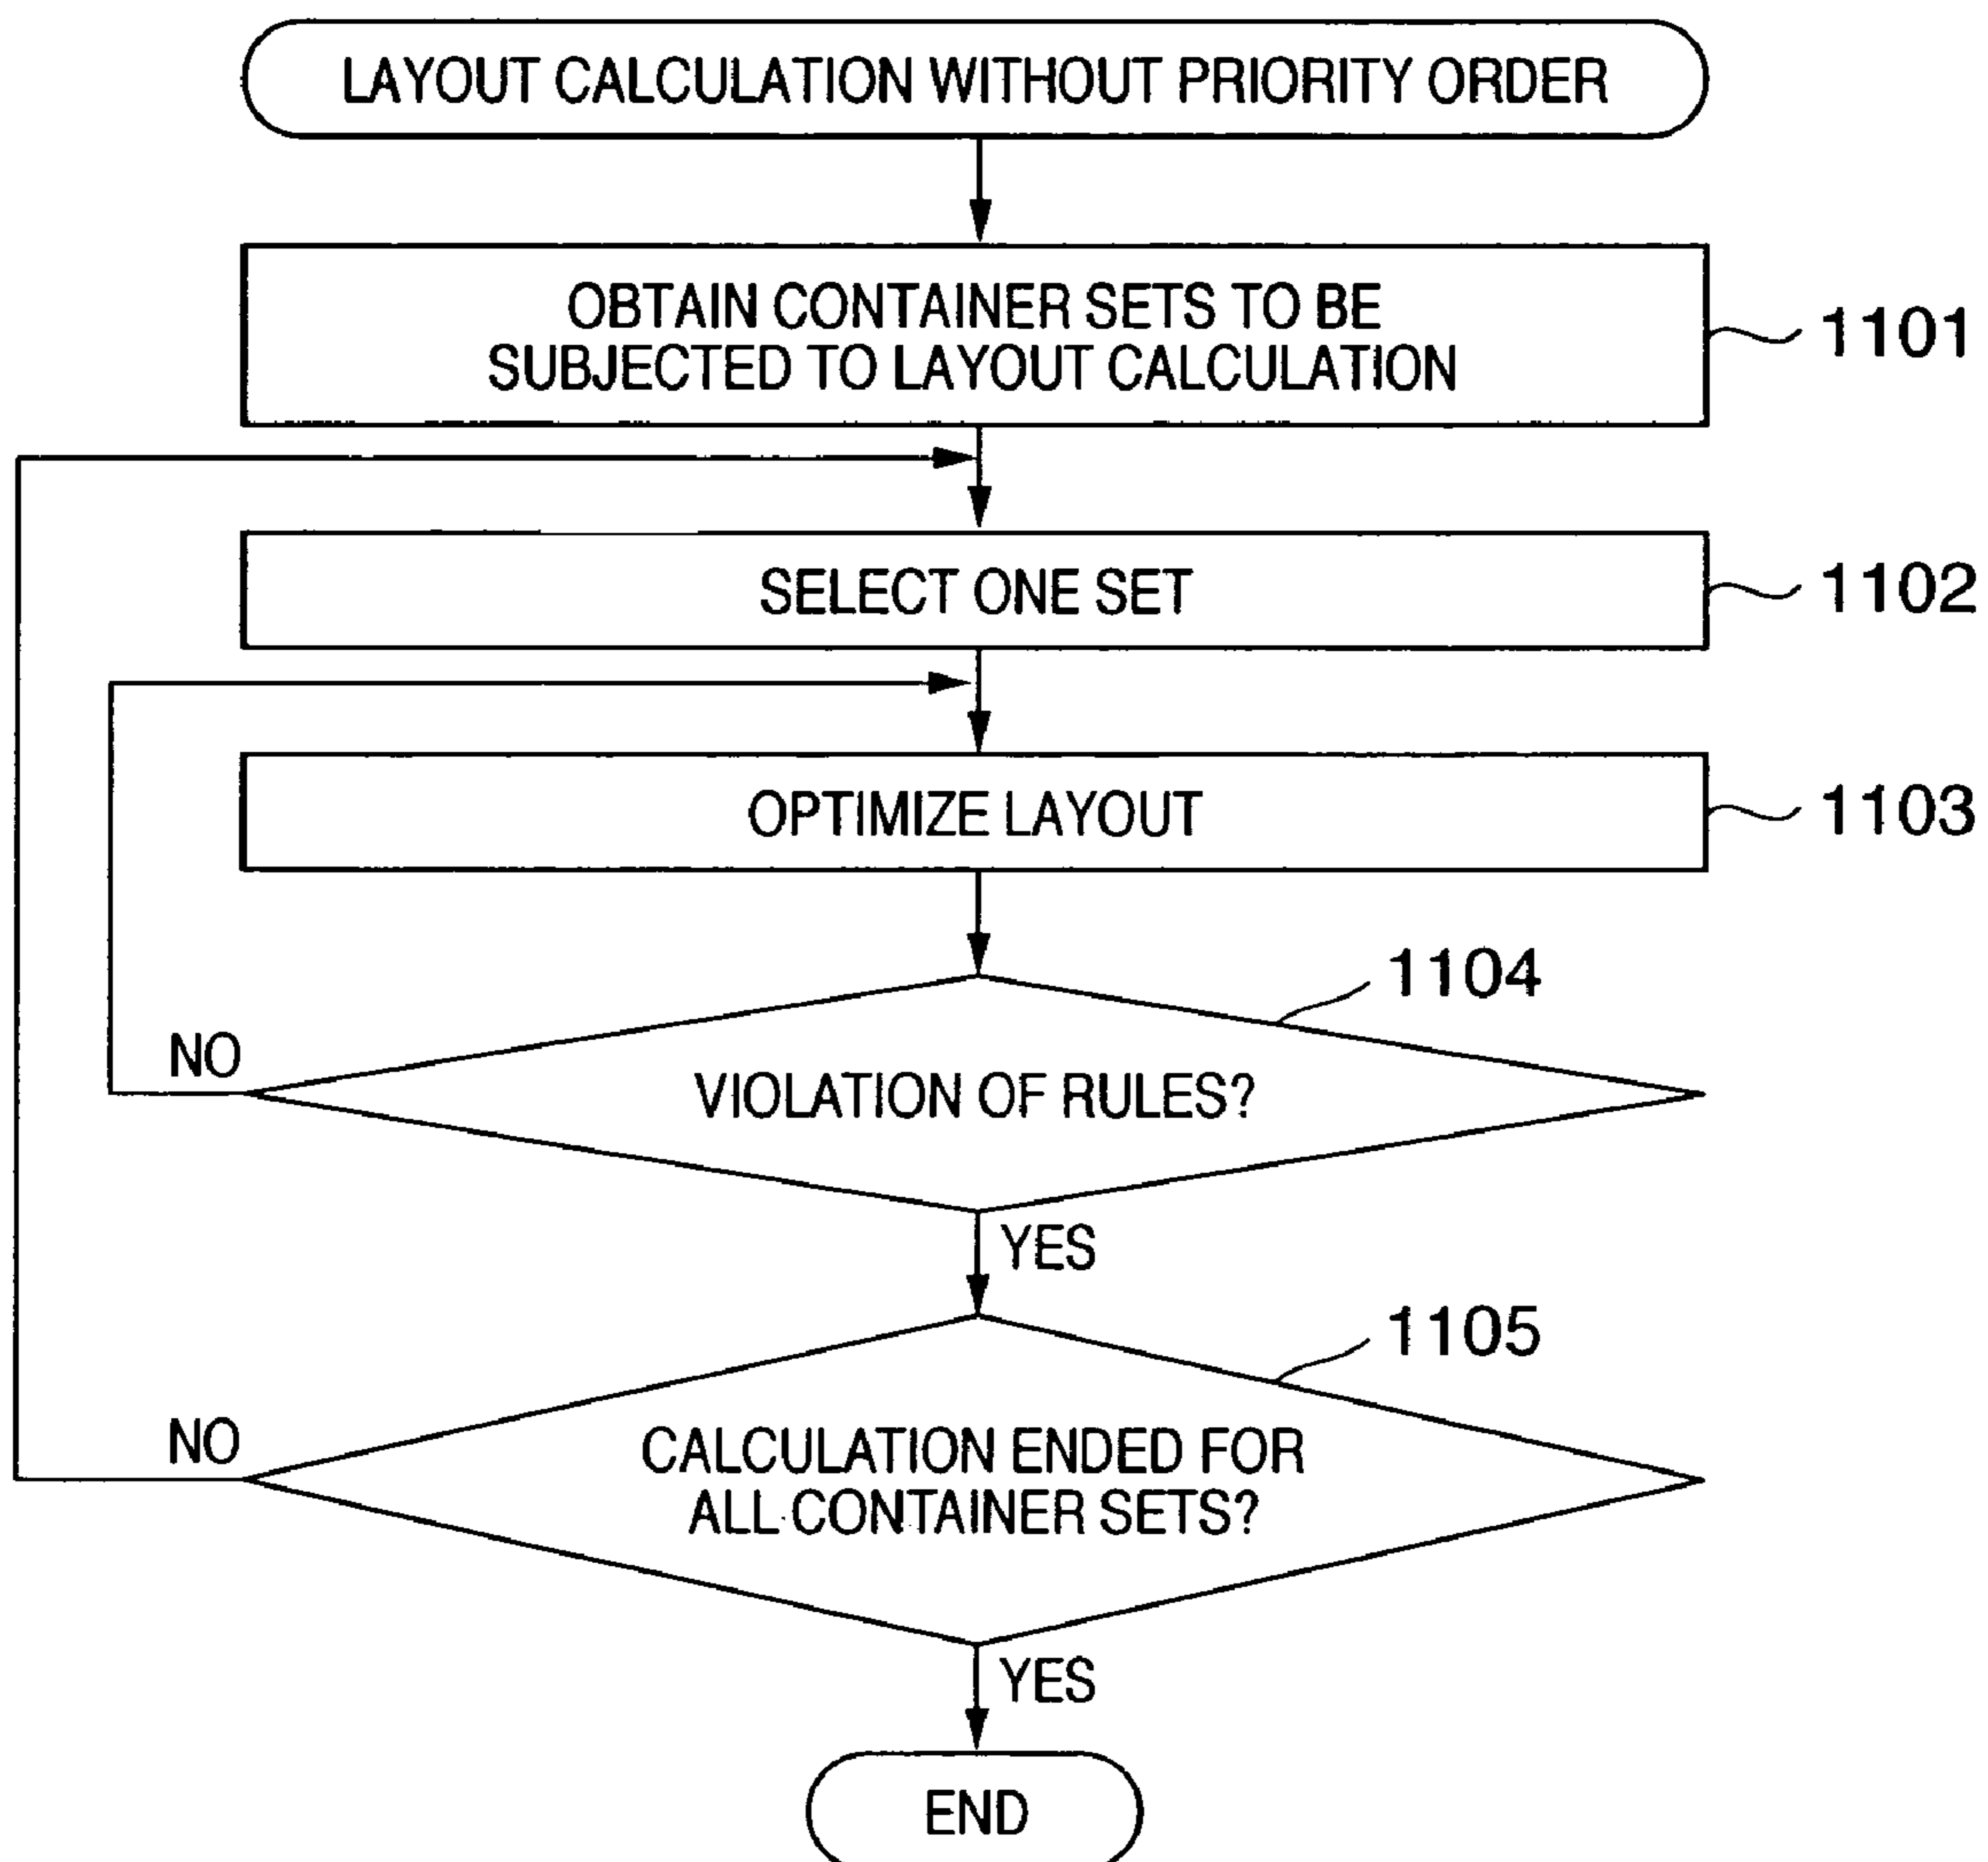 LAYOUT CALCULATION WITHOUT PRIORITY ORDER
OBTAIN CONTAINER SETS TO BE
SUBJECTED TO LAYOUT CALCULATION
1101
SELECT ONE SET
1102
OPTIMIZE LAYOUT
1103
1104
NO
VIOLATION OF RULES?
YES
1105
NO
CALCULATION ENDED FOR
ALL CONTAINER SETS?
YES
END